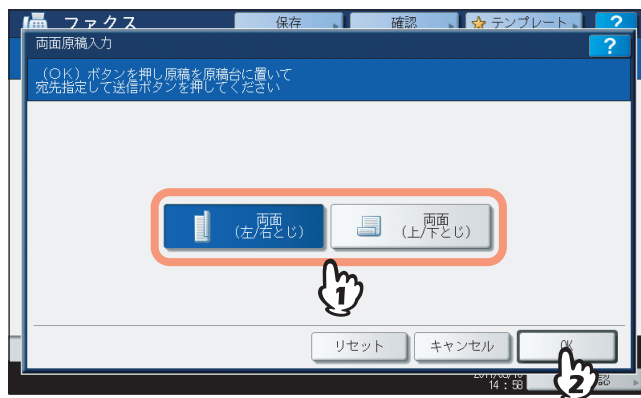 ファクス 保存 確認 テンプレート ?
両面原稿入力 ?
（OK）ボタンを押し原稿を原稿台に置いて
宛先指定して送信ボタンを押してください
両面
（左/右とじ）
両面
（上/下とじ）
1
リセット キャンセル OK
14：58 認
2